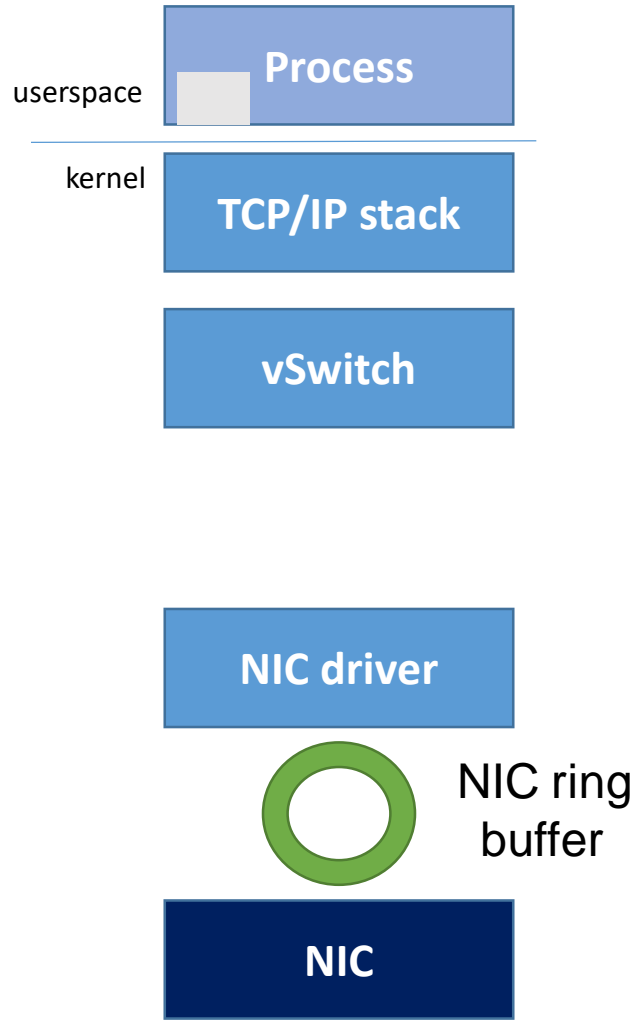 Process
userspace
kernel
TCP/IP stack
vSwitch
NIC driver
NIC ring
buffer
NIC